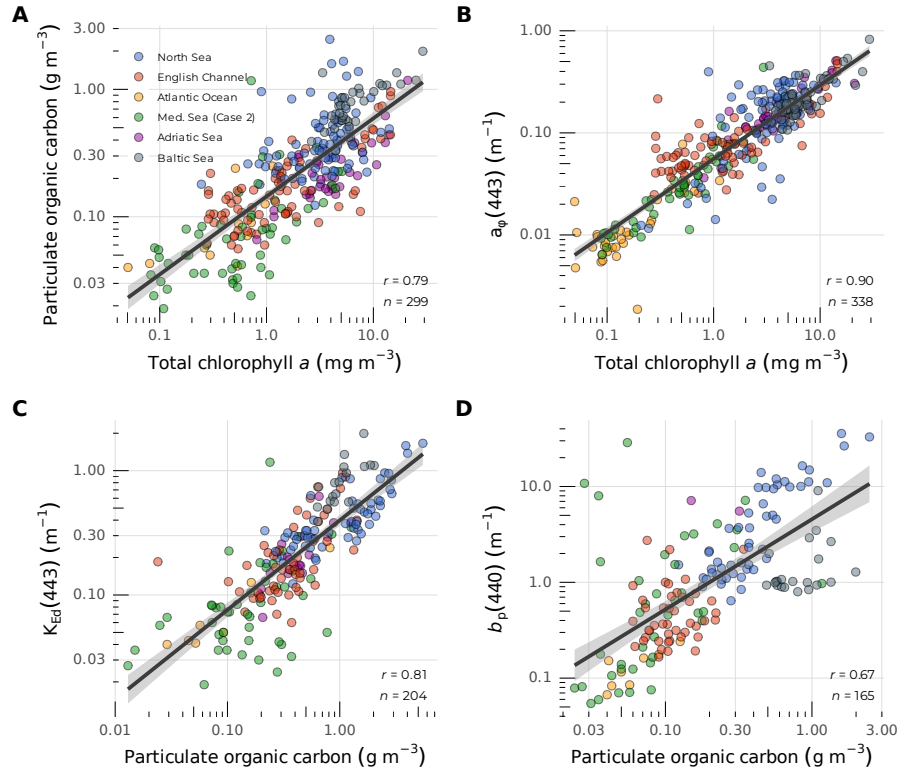 A
B
Particulate organic carbon (g m⁻³)
3.00
1.00
0.30
0.10
0.03
North Sea
English Channel
Atlantic Ocean
Med. Sea (Case 2)
Adriatic Sea
Baltic Sea
r = 0.79
n = 299
0.1
1.0
10.0
Total chlorophyll a (mg m⁻³)
aφ(443) (m⁻¹)
1.00
0.10
0.01
r = 0.90
n = 338
0.1
1.0
10.0
Total chlorophyll a (mg m⁻³)
C
D
K_Ed(443) (m⁻¹)
1.00
0.30
0.10
0.03
r = 0.81
n = 204
0.01
0.10
1.00
Particulate organic carbon (g m⁻³)
b_p(440) (m⁻¹)
10.0
1.0
0.1
r = 0.67
n = 165
0.03
0.10
0.30
1.00
3.00
Particulate organic carbon (g m⁻³)